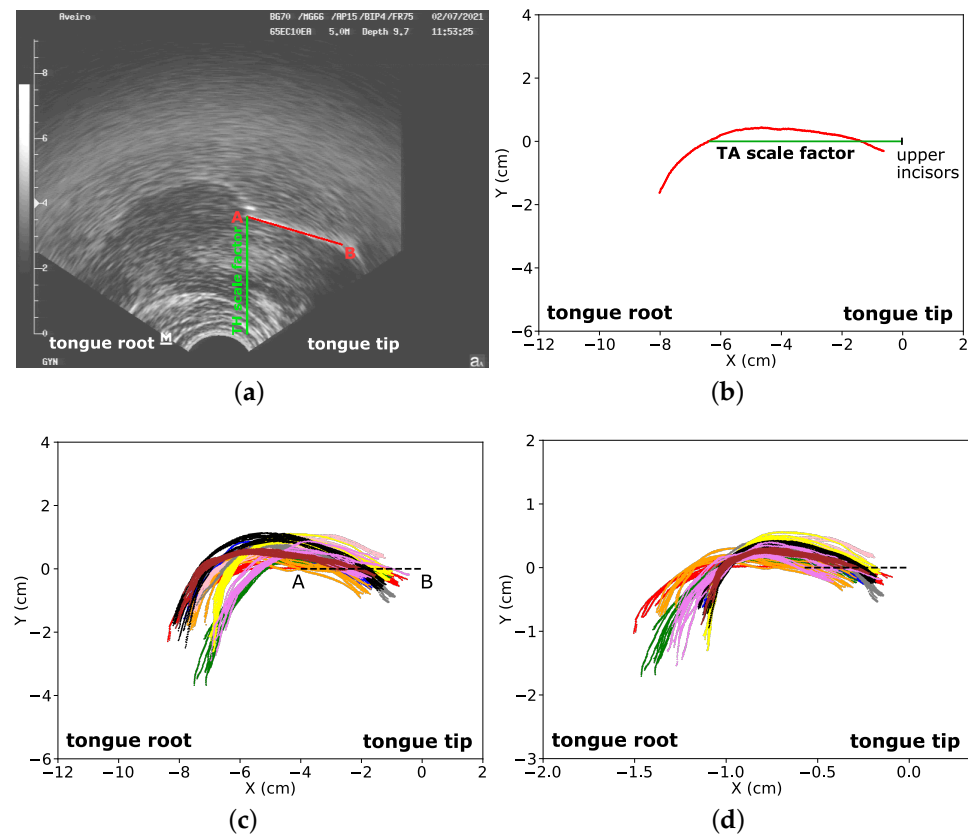 Aveiro BG70 /MG66 /AP15/BIP4/FR75 02/07/2021
65EC10EA 5.0M Depth 9.7 11:53:25
8
6
4
2
0
A
B
TH scale factor
M
tongue root
tongue tip
GYN
a
(a)
4
2
0
−2
−4
−6
Y (cm)
TA scale factor
upper
incisors
tongue root
tongue tip
−12 −10 −8 −6 −4 −2 0 2
X (cm)
(b)
4
2
0
−2
−4
−6
Y (cm)
A
B
tongue root
tongue tip
−12 −10 −8 −6 −4 −2 0 2
X (cm)
(c)
2
1
0
−1
−2
−3
Y (cm)
tongue root
tongue tip
−2.0 −1.5 −1.0 −0.5 0.0
X (cm)
(d)